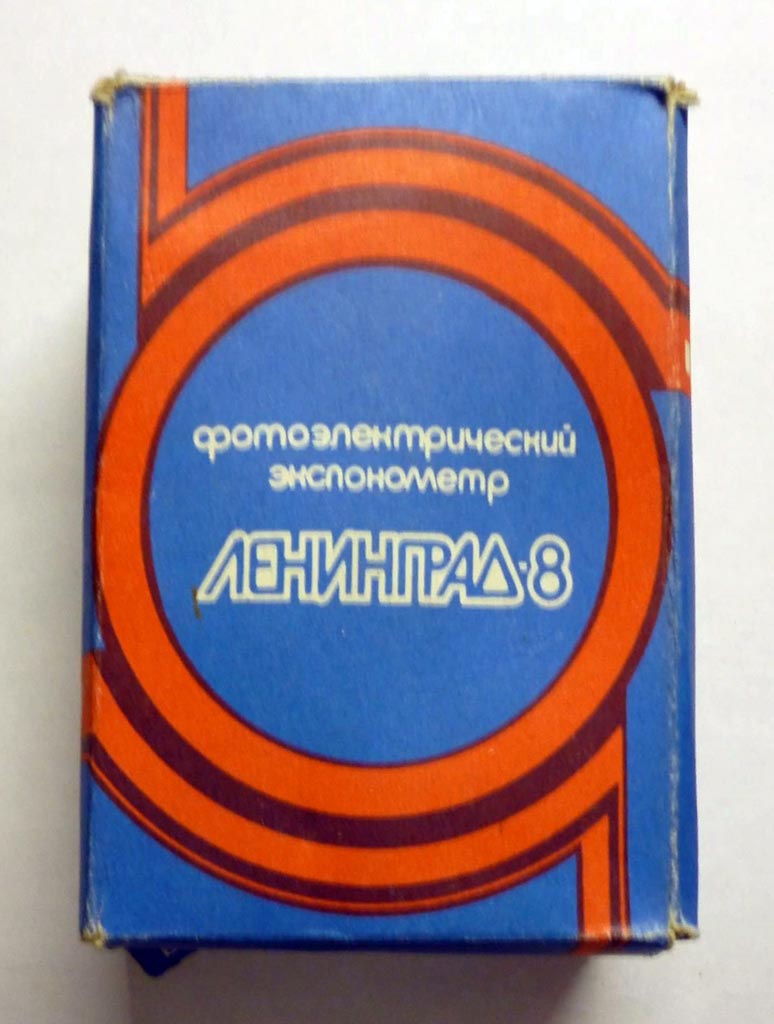 фотоэлектрический
экспонометр
ЛЕНИНГРАД-8